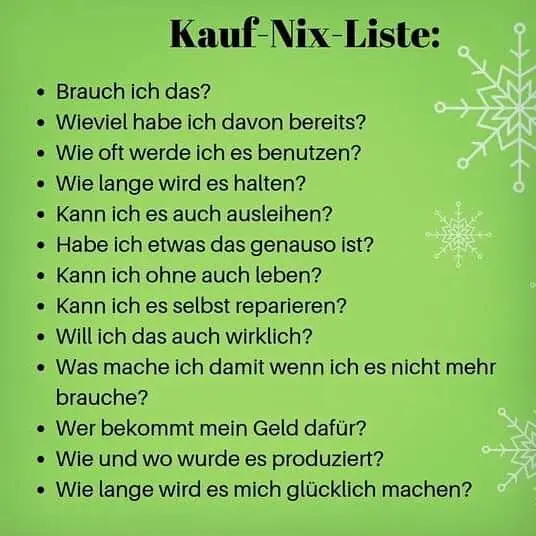 Kauf-Nix-Liste:
• Brauch ich das?
• Wieviel habe ich davon bereits?
• Wie oft werde ich es benutzen?
• Wie lange wird es halten?
• Kann ich es auch ausleihen?
• Habe ich etwas das genauso ist?
• Kann ich ohne auch leben?
• Kann ich es selbst reparieren?
• Will ich das auch wirklich?
• Was mache ich damit wenn ich es nicht mehr
brauche?
• Wer bekommt mein Geld dafür?
• Wie und wo wurde es produziert?
• Wie lange wird es mich glücklich machen?